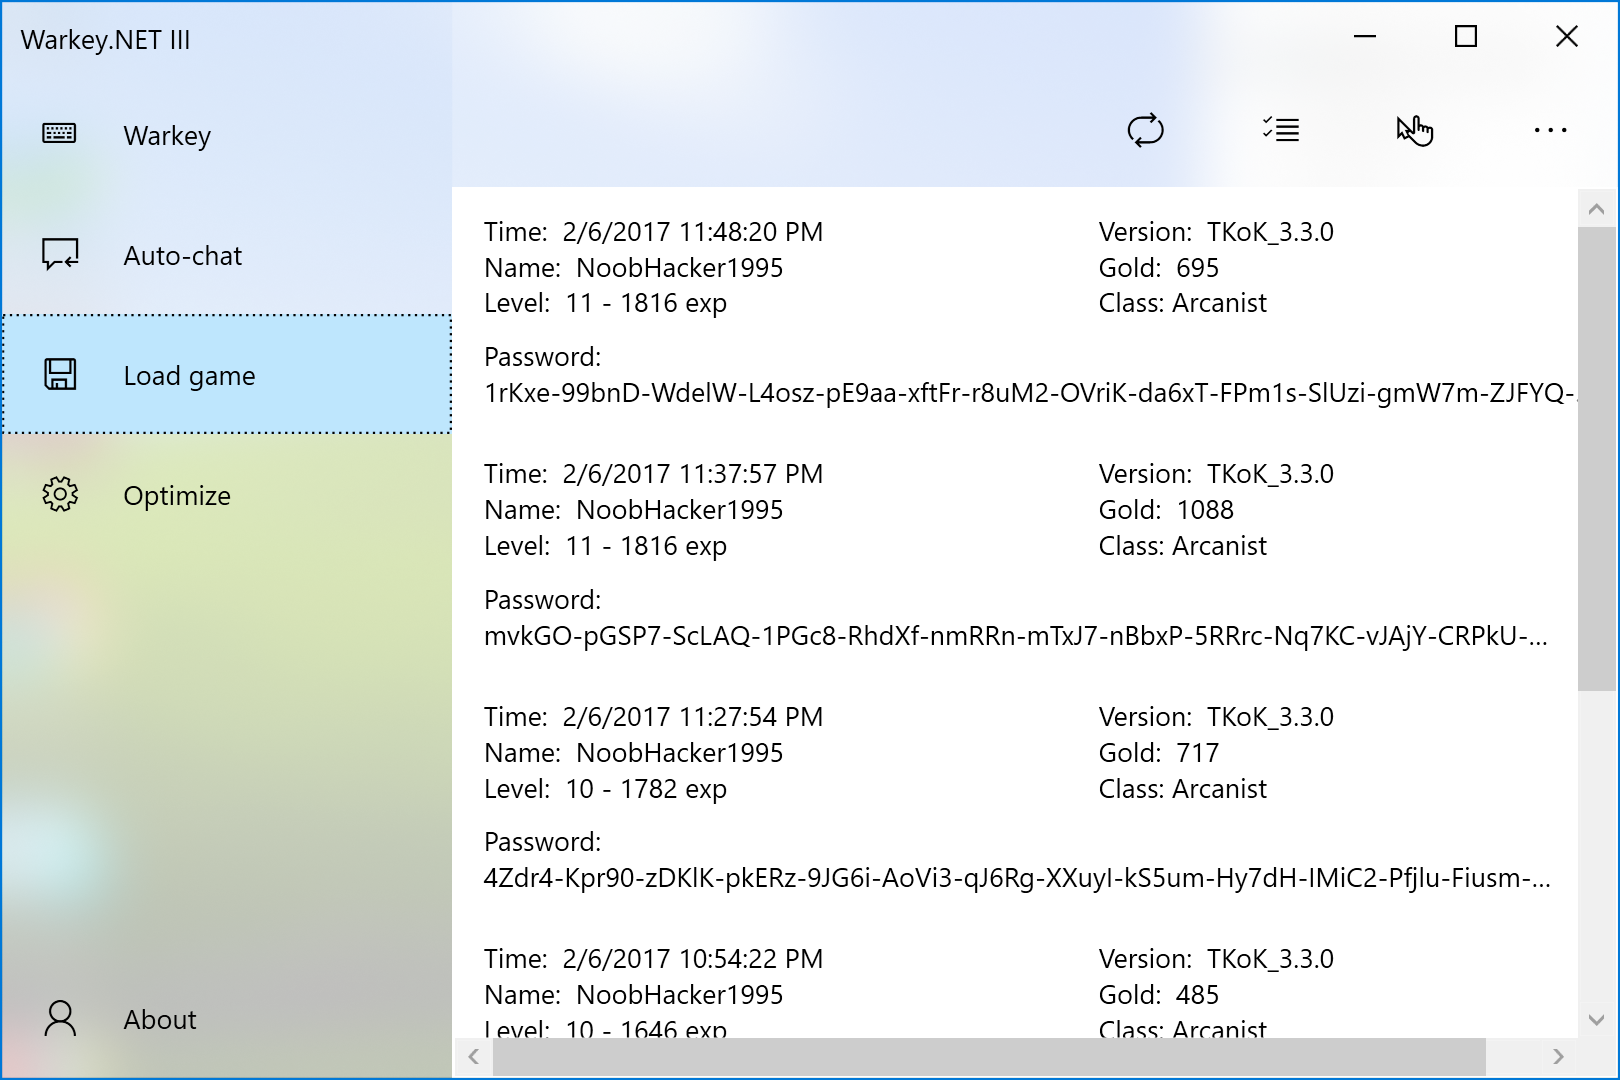 Warkey.NET III
Warkey
Auto-chat
Load game
Optimize
About
Time: 2/6/2017 11:48:20 PM Version: TKoK_3.3.0
Name: NoobHacker1995 Gold: 695
Level: 11 - 1816 exp Class: Arcanist
Password:
1rKxe-99bnD-WdelW-L4osz-pE9aa-xftFr-r8uM2-OVriK-da6xT-FPm1s-SlUzi-gmW7m-ZJFYQ-.
Time: 2/6/2017 11:37:57 PM Version: TKoK_3.3.0
Name: NoobHacker1995 Gold: 1088
Level: 11 - 1816 exp Class: Arcanist
Password:
mvkGO-pGSP7-ScLAQ-1PGc8-RhdXf-nmRRn-mTxJ7-nBbxP-5RRrc-Nq7KC-vJAjY-CRPkU-...
Time: 2/6/2017 11:27:54 PM Version: TKoK_3.3.0
Name: NoobHacker1995 Gold: 717
Level: 10 - 1782 exp Class: Arcanist
Password:
4Zdr4-Kpr90-zDKlK-pkERz-9JG6i-AoVi3-qJ6Rg-XXuyI-kS5um-Hy7dH-IMiC2-Pfjlu-Fiusm-...
Time: 2/6/2017 10:54:22 PM Version: TKoK_3.3.0
Name: NoobHacker1995 Gold: 485
Level: 10 - 1646 exp Class: Arcanist